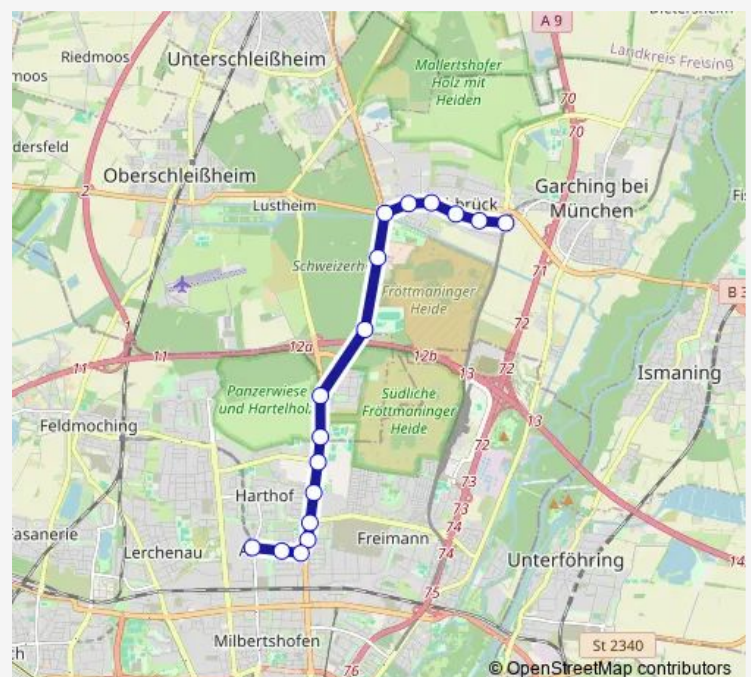 A 9
Dietersheim
Riedmoos
Unterschleißheim
Landkreis Freising
moos
Mallertshofer
Holz mit
Heiden
70
70
dersfeld
Oberschleißheim
2
Lustheim
brück
Garching bei
München
Schweizerh
71
Fröttmaninger
Heide
B 3
1
72
11
11
12a
12b
72
13
Ismaning
Panzerwiese
und Hartelholz
Südliche
Fröttmaninger
Heide
13
Feldmoching
72
73
Harthof
73
74
asanerie
Lerchenau
A
Freimann
74
Unterföhring
14
75
Milbertshofen
St 2340
76
© OpenStreetMap contributors